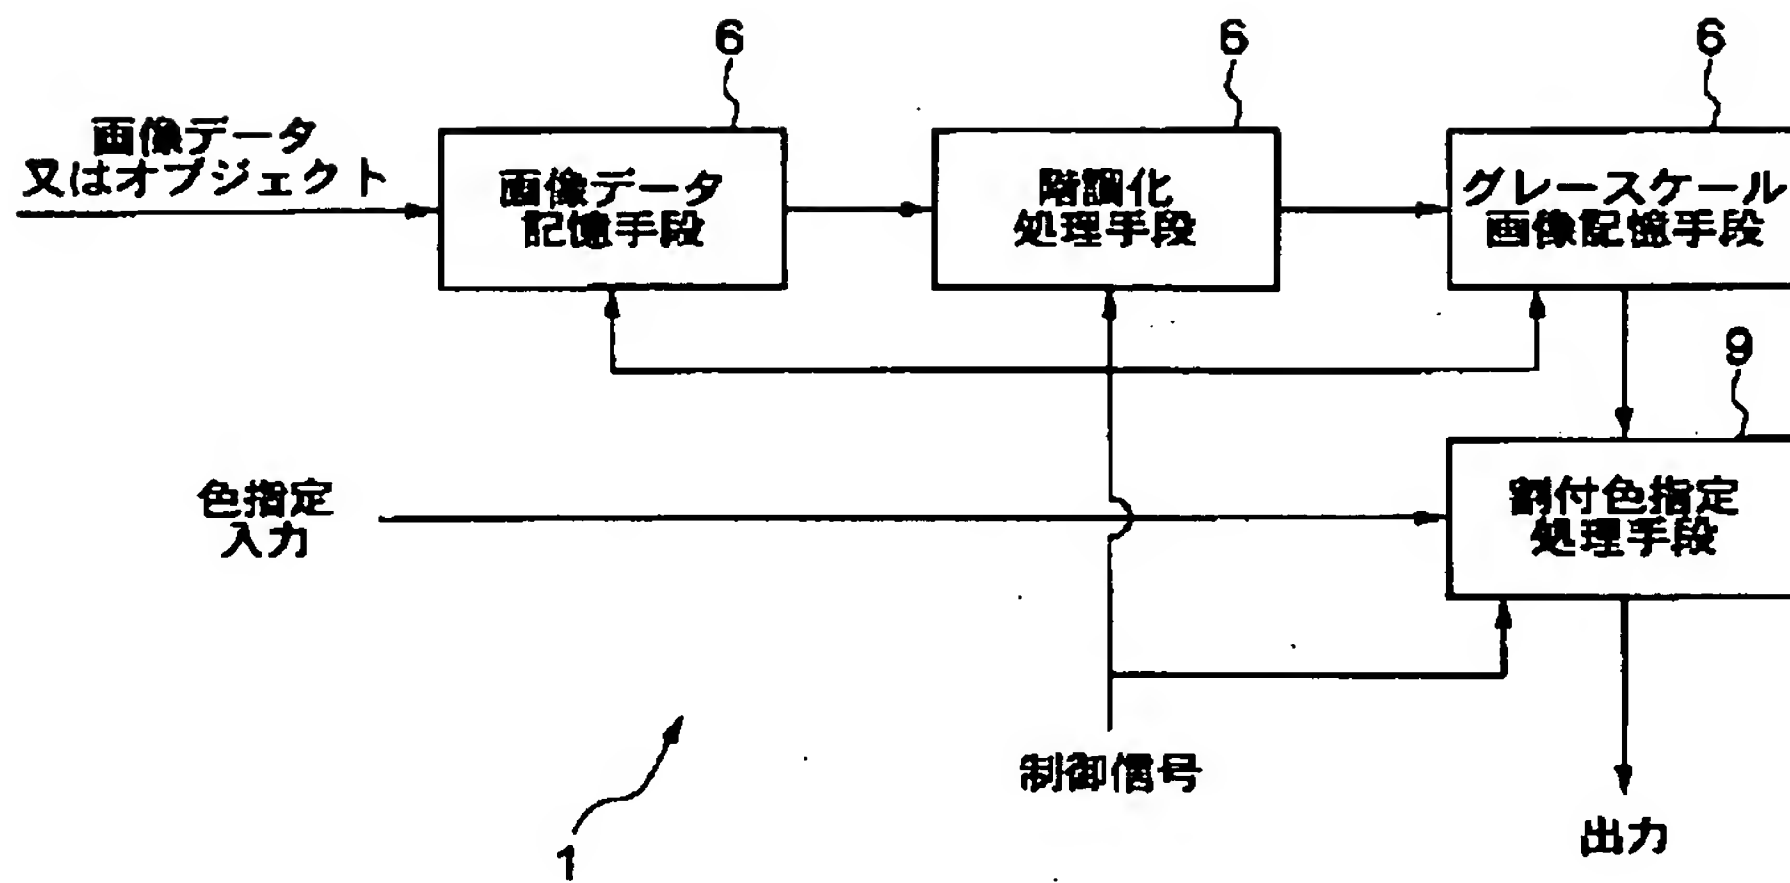 6
6
6
画像データ
又はオブジェクト
画像データ
記憶手段
階調化
処理手段
グレースケール
画像記憶手段
9
色指定
入力
割付色指定
処理手段
制御信号
出力
1